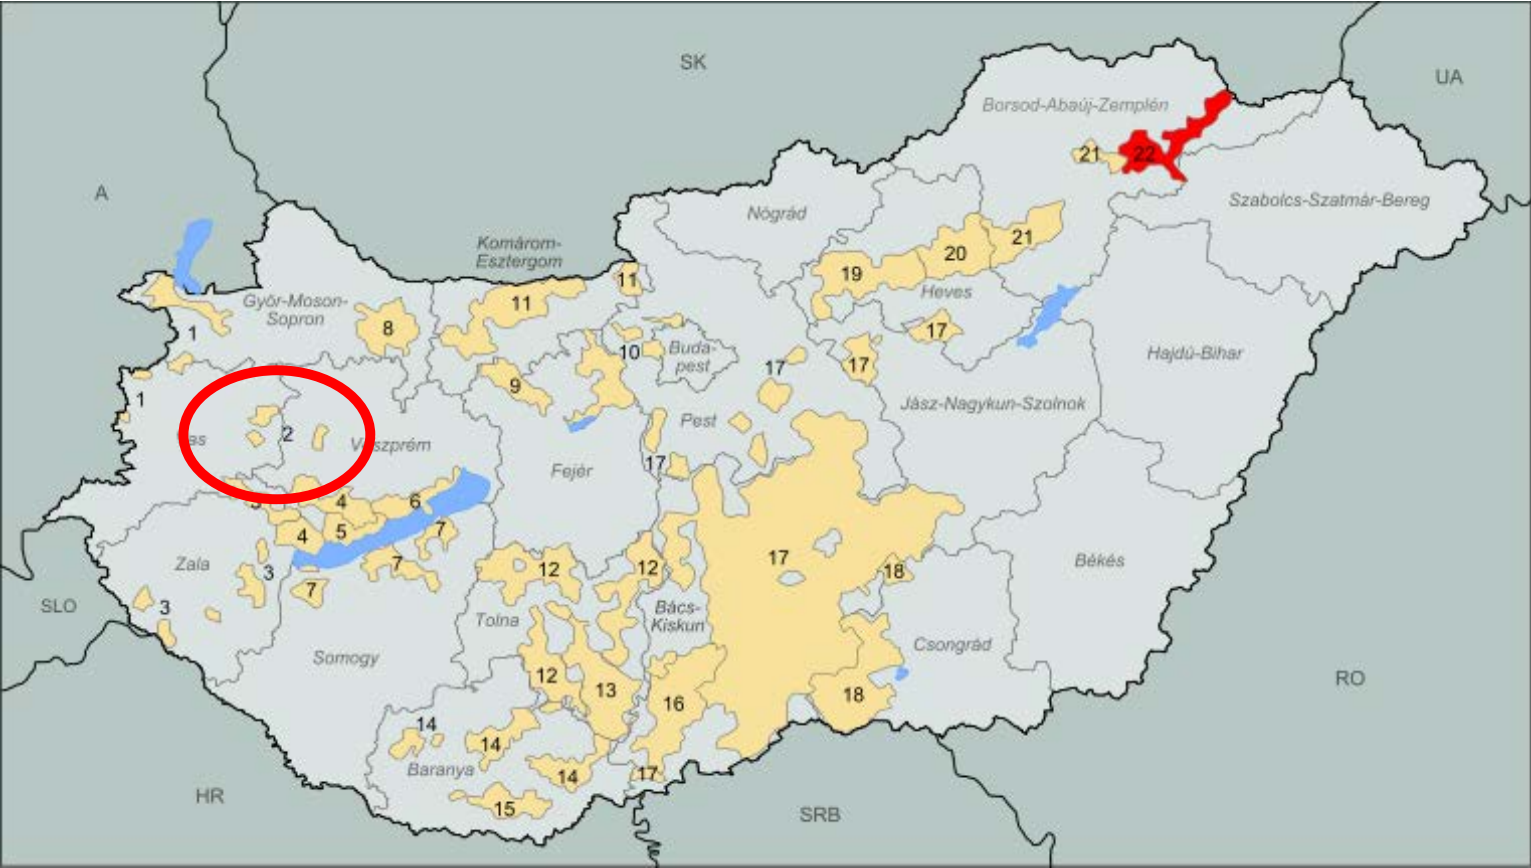 SK
UA
Borsod-Abaúj-Zemplén
21
22
A
Nógrád
Szabolcs-Szatmár-Bereg
Komárom-
Esztergom
21
20
19
11
11
Heves
Győr-Moson-
Sopron
8
1
17
10
Buda-
pest
17
17
Hajdú-Bihar
9
1
Jász-Nagykun-Szolnok
Pest
2
Veszprém
17
Fejér
4
6
5
4
7
7
17
Zala
3
12
12
18
Békés
7
3
SLO
Bács-
Kiskun
Tolna
Csongrád
Somogy
12
13
18
RO
16
14
14
Baranya
14
17
HR
15
SRB